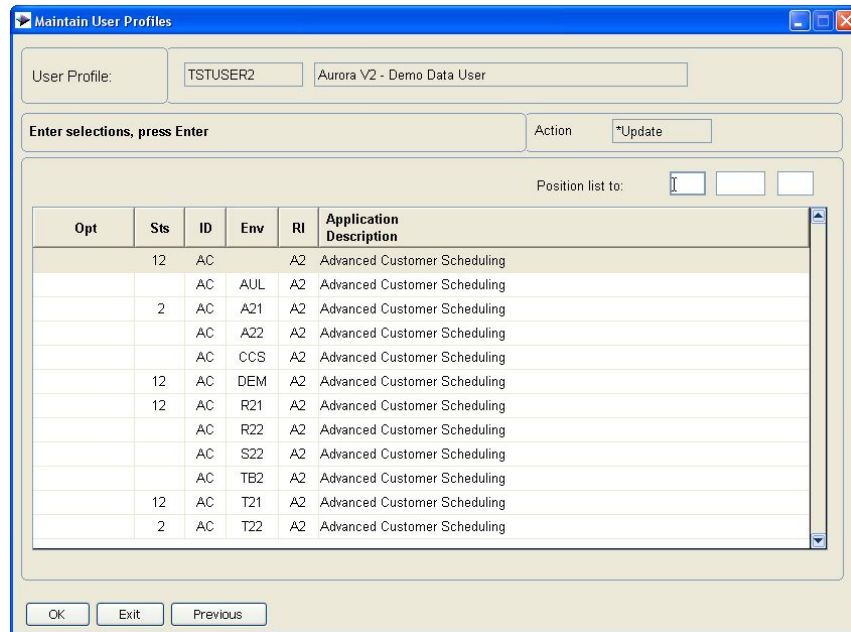 Maintain User Profiles
User Profile: TSTUSER2 Aurora V2 - Demo Data User
Enter selections, press Enter Action *Update
Position list to:
Opt Sts ID Env RI Application Description
12 AC A2 Advanced Customer Scheduling
AC AUL A2 Advanced Customer Scheduling
2 AC A21 A2 Advanced Customer Scheduling
AC A22 A2 Advanced Customer Scheduling
AC CCS A2 Advanced Customer Scheduling
12 AC DEM A2 Advanced Customer Scheduling
12 AC R21 A2 Advanced Customer Scheduling
AC R22 A2 Advanced Customer Scheduling
AC S22 A2 Advanced Customer Scheduling
AC TB2 A2 Advanced Customer Scheduling
12 AC T21 A2 Advanced Customer Scheduling
2 AC T22 A2 Advanced Customer Scheduling
OK Exit Previous